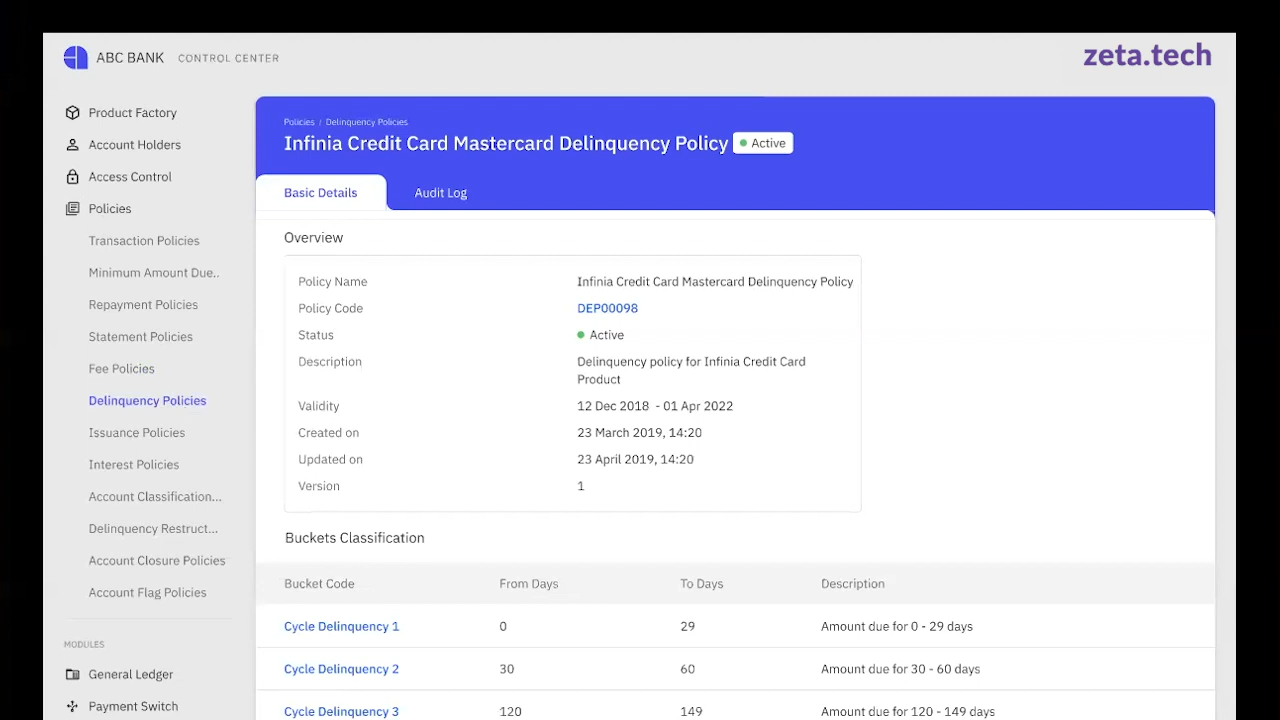 ABC BANK CONTROL CENTER
zeta.tech
Product Factory
Account Holders
Access Control
Policies
Transaction Policies
Minimum Amount Due..
Repayment Policies
Statement Policies
Fee Policies
Delinquency Policies
Issuance Policies
Interest Policies
Account Classification...
Delinquency Restruct...
Account Closure Policies
Account Flag Policies
MODULES
General Ledger
Payment Switch
Policies / Delinquency Policies
Infinia Credit Card Mastercard Delinquency Policy Active
Basic Details Audit Log
Overview
Policy Name Infinia Credit Card Mastercard Delinquency Policy
Policy Code DEP00098
Status Active
Description Delinquency policy for Infinia Credit Card
Product
Validity 12 Dec 2018 - 01 Apr 2022
Created on 23 March 2019, 14:20
Updated on 23 April 2019, 14:20
Version 1
Buckets Classification
Bucket Code From Days To Days Description
Cycle Delinquency 1 0 29 Amount due for 0 - 29 days
Cycle Delinquency 2 30 60 Amount due for 30 - 60 days
Cycle Delinquency 3 120 149 Amount due for 120 - 149 days